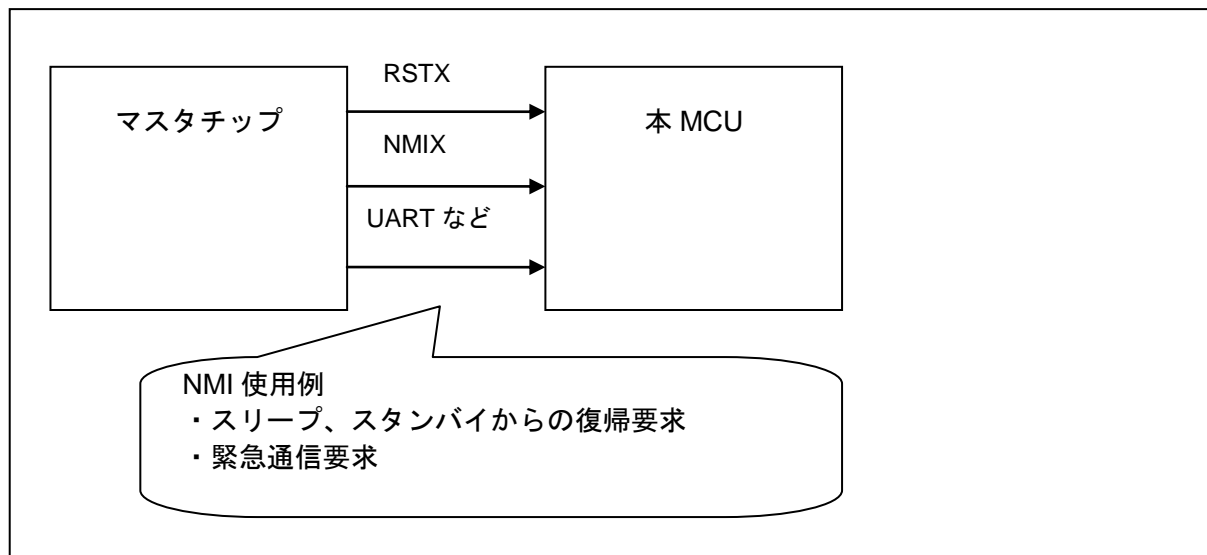 RSTX
マスタチップ
本 MCU
NMIX
UART など
NMI 使用例
・スリープ、スタンバイからの復帰要求
・緊急通信要求